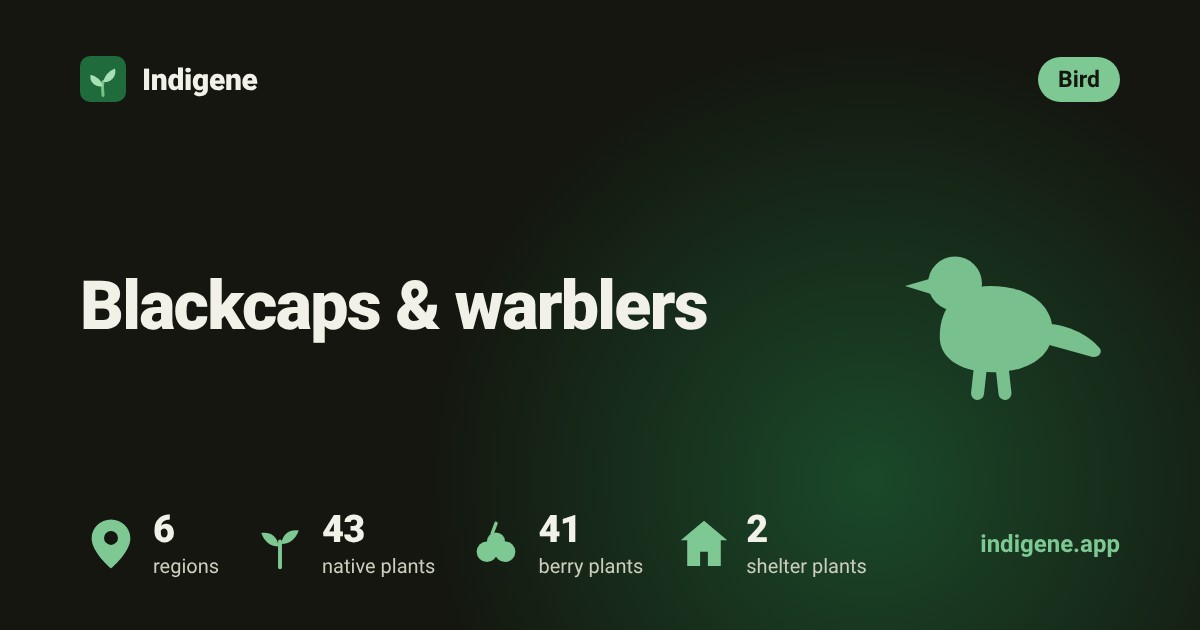 Indigene
Bird
Blackcaps & warblers
6
regions
43
native plants
41
berry plants
2
shelter plants
indigene.app